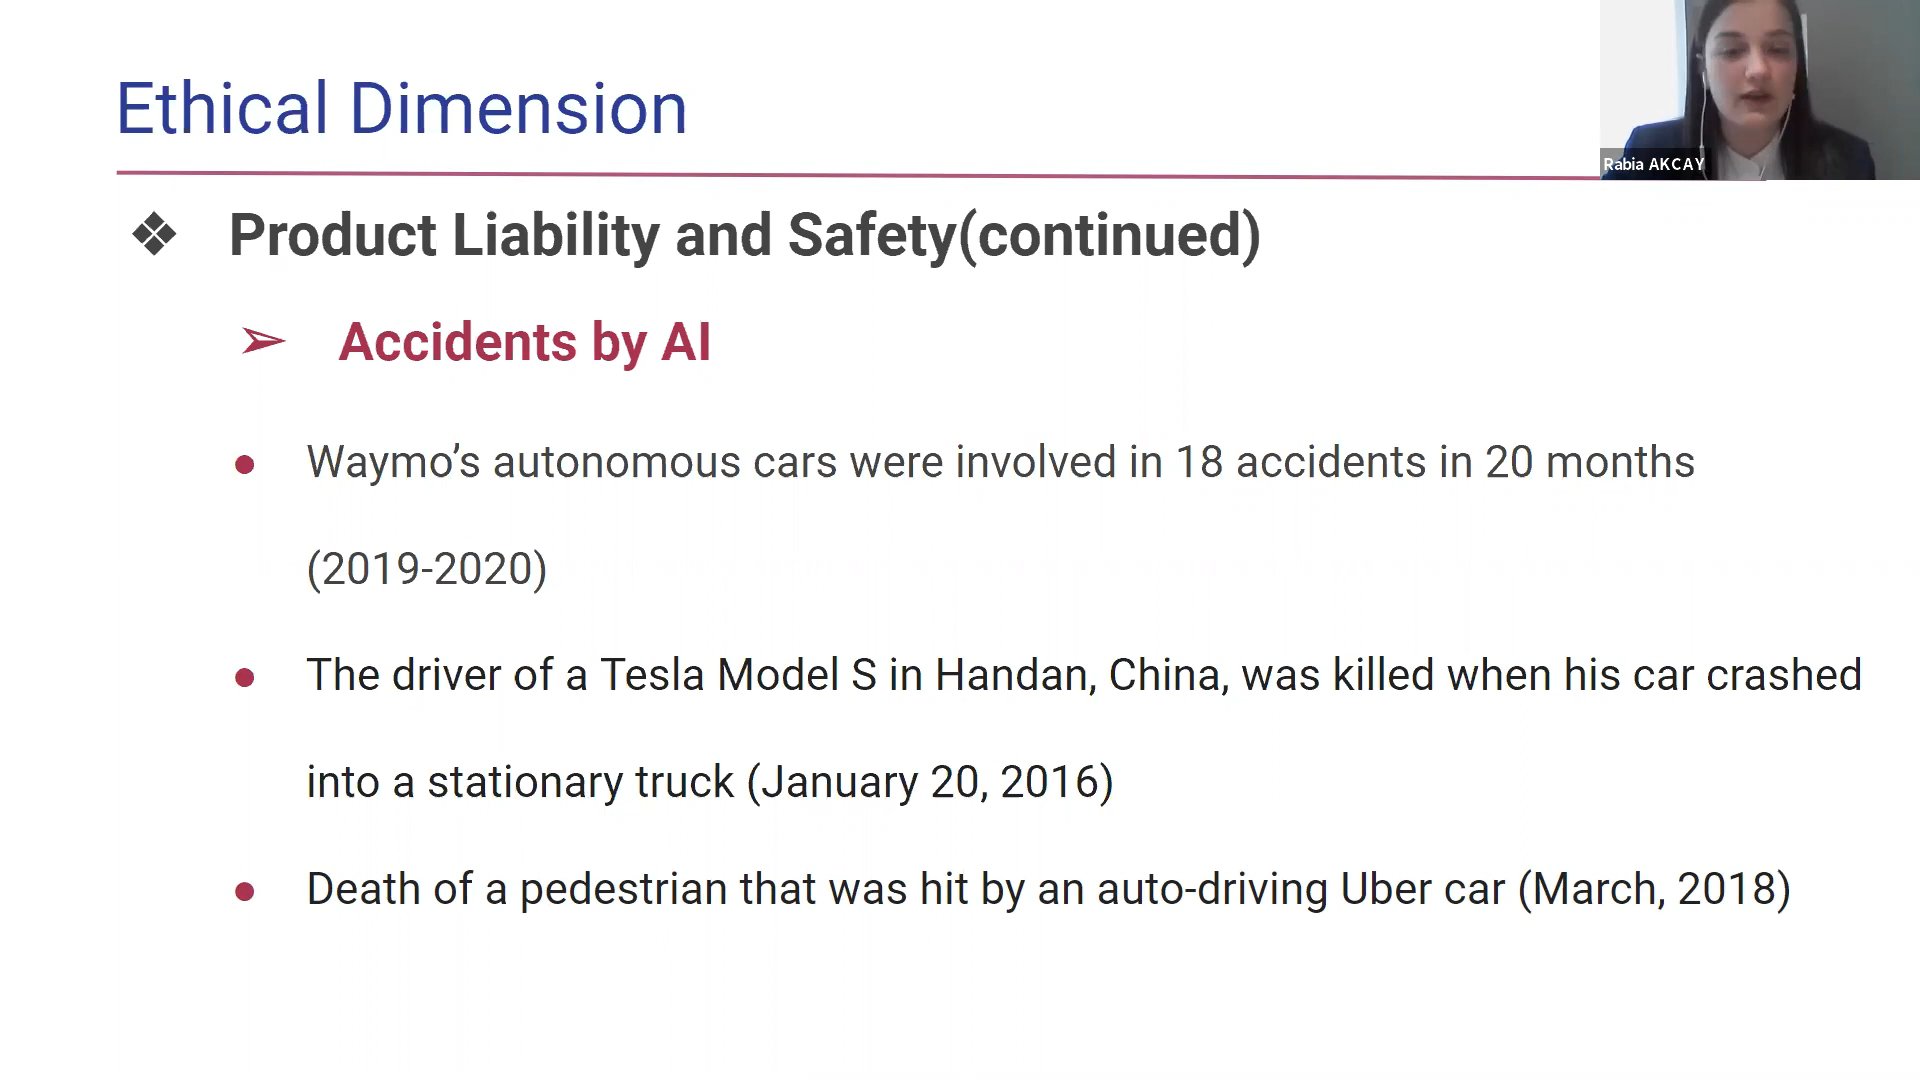 Ethical Dimension
Rabia AKCAY
❖ Product Liability and Safety(continued)
➢ Accidents by AI
● Waymo’s autonomous cars were involved in 18 accidents in 20 months
(2019-2020)
● The driver of a Tesla Model S in Handan, China, was killed when his car crashed
into a stationary truck (January 20, 2016)
● Death of a pedestrian that was hit by an auto-driving Uber car (March, 2018)